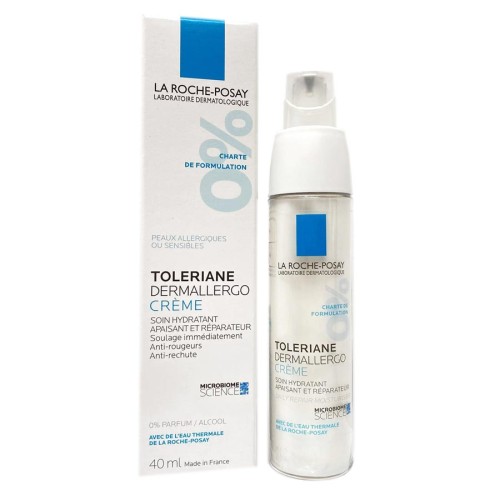 LA ROCHE-POSAY
LABORATOIRE DERMATOLOGIQUE
0%
CHARTE
DE FORMULATION
PEAUX ALLERGIQUES
OU SENSIBLES
TOLERIANE
DERMALLERGO
CRÈME
SOIN HYDRATANT
APAISANT ET RÉPARATEUR
Soulage immédiatement
Anti-rougeurs
Anti-rechute
MICROBIOME
SCIENCE
0% PARFUM / ALCOOL
AVEC DE L'EAU THERMALE
DE LA ROCHE-POSAY
40 ml Made in France
LA ROCHE-POSAY
LABORATOIRE DERMATOLOGIQUE
0%
CHARTE DE
FORMULATION
TOLERIANE
DERMALLERGO
CRÈME
SOIN HYDRATANT
APAISANT ET RÉPARATEUR
MICROBIOME
SCIENCE
AVEC DE L'EAU THERMALE
DE LA ROCHE-POSAY